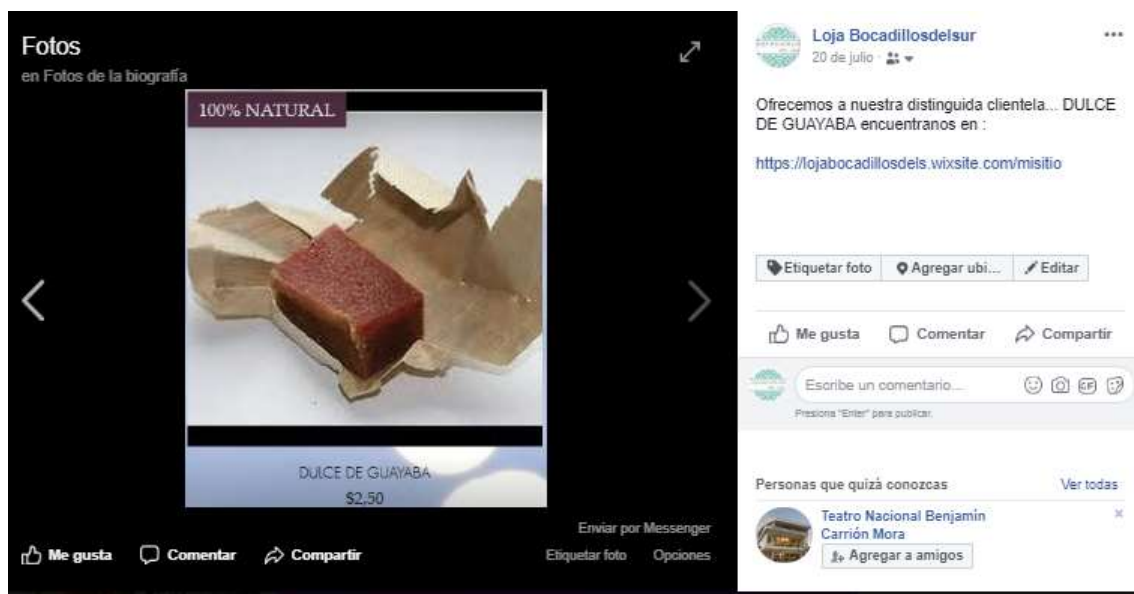 Fotos
en Fotos de la biografía
100% NATURAL
DULCE DE GUAYABA
$2,50
Enviar por Messenger
Me gusta Comentar Compartir Etiquetar foto Opciones
Loja Bocadillosdelsur
20 de julio ·
Ofrecemos a nuestra distinguida clientela... DULCE
DE GUAYABA encuentranos en :
https://lojabocadillosdels.wixsite.com/misitio
Etiquetar foto Agregar ubi... Editar
Me gusta Comentar Compartir
Escribe un comentario...
GIF
Presiona "Enter" para publicar.
Personas que quizá conozcas Ver todas
Teatro Nacional Benjamín
Carrión Mora
Agregar a amigos